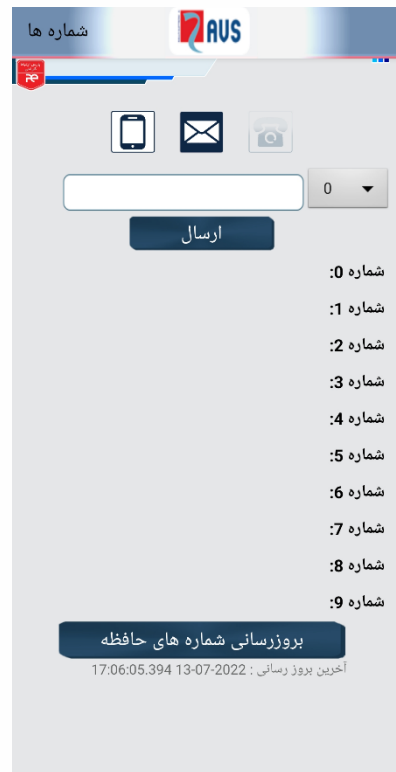 شماره ها
AVS
0
ارسال
شماره 0:
شماره 1:
شماره 2:
شماره 3:
شماره 4:
شماره 5:
شماره 6:
شماره 7:
شماره 8:
شماره 9:
بروزرسانی شماره های حافظه
آخرین بروز رسانی : 2022-07-13 17:06:05.394